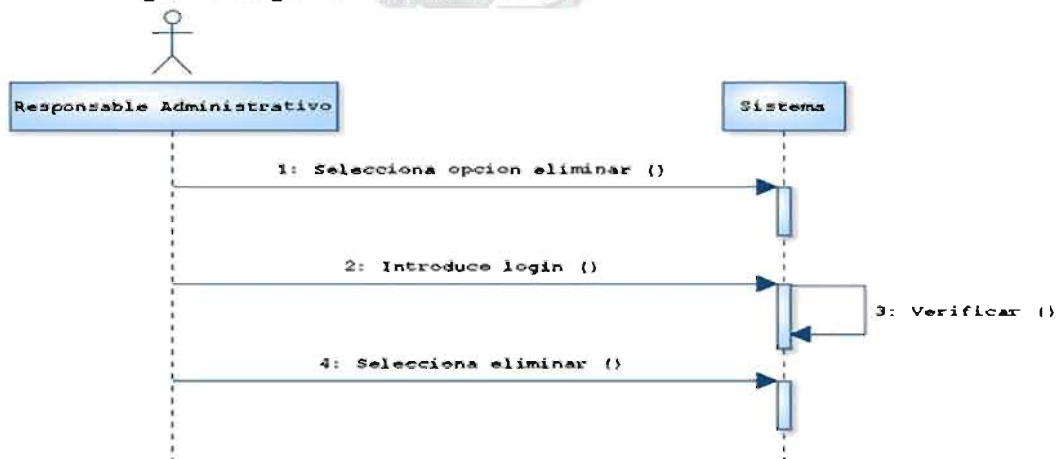 Responsable Administrativo
Sistema
1: Selecciona opcion eliminar ()
2: Introduce login ()
3: Verificar ()
4: Selecciona eliminar ()